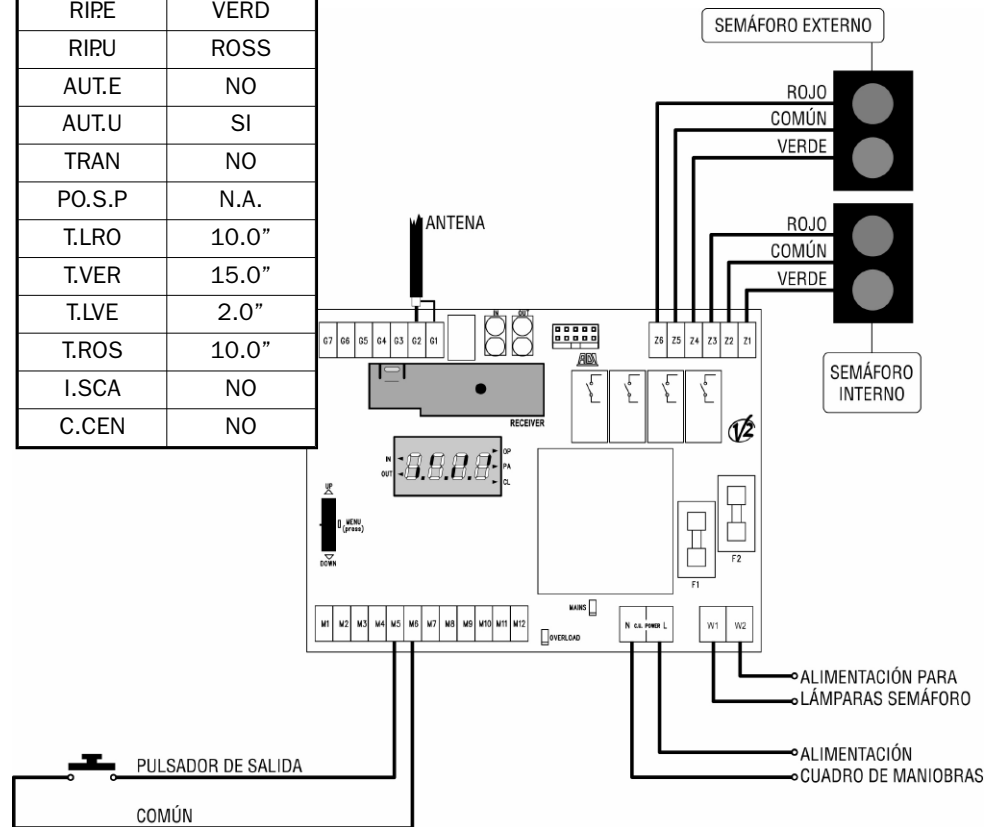 RIP.E VERD
RIP.U ROSS
AUT.E NO
AUT.U SI
TRAN NO
PO.S.P N.A.
T.LRO 10.0”
T.VER 15.0”
T.LVE 2.0”
T.ROS 10.0”
I.SCA NO
C.CEN NO
SEMÁFORO EXTERNO
ROJO
COMÚN
VERDE
ROJO
COMÚN
VERDE
SEMÁFORO
INTERNO
ANTENA
IN OUT
G7 G6 G5 G4 G3 G2 G1
Z6 Z5 Z4 Z3 Z2 Z1
ADI
RECEIVER
V2
IN
OUT
OP
PA
CL
UP
MENU
(press)
DOWN
F1
F2
MAINS
OVERLOAD
M1 M2 M3 M4 M5 M6 M7 M8 M9 M10 M11 M12
N C.U. POWER L
W1 W2
ALIMENTACIÓN PARA
LÁMPARAS SEMÁFORO
ALIMENTACIÓN
CUADRO DE MANIOBRAS
PULSADOR DE SALIDA
COMÚN